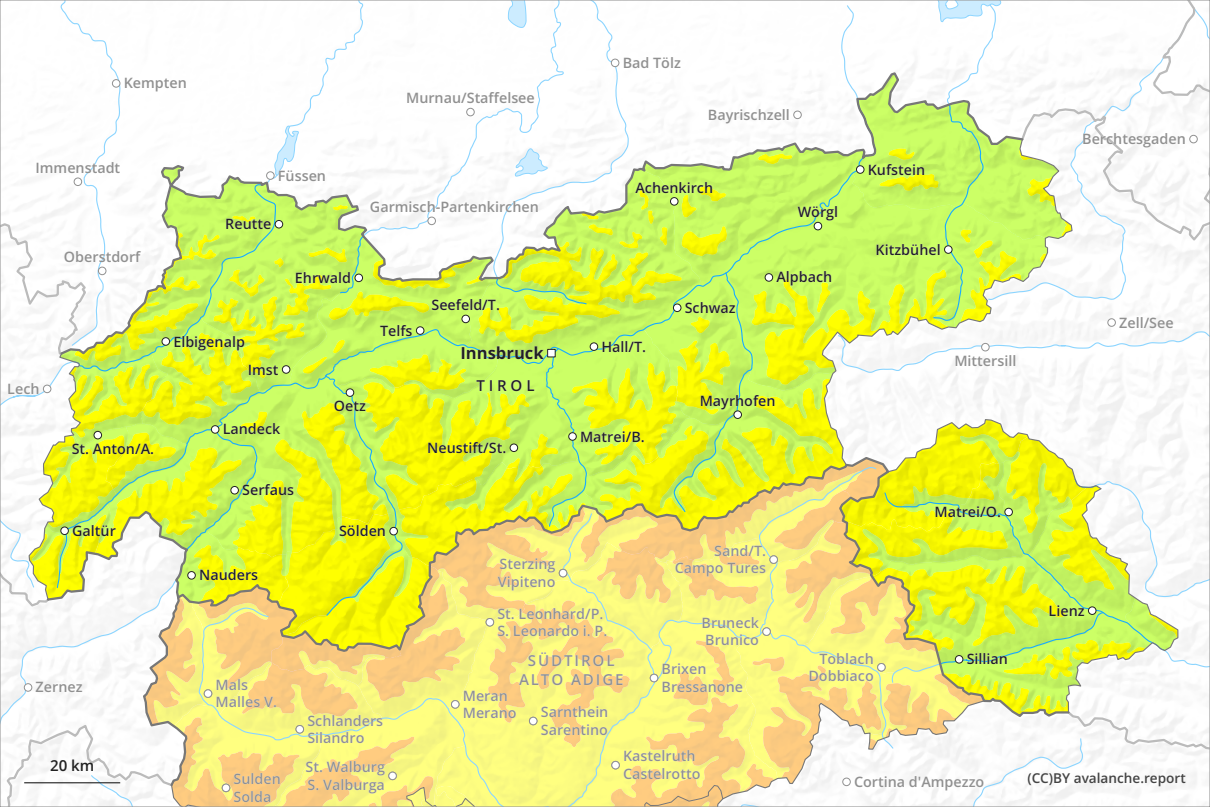 Kempten
Bad Tölz
Murnau/Staffelsee
Bayrischzell
Berchtesgaden
Immenstadt
Füssen
Kufstein
Achenkirch
Garmisch-Partenkirchen
Reutte
Wörgl
Oberstdorf
Kitzbühel
Ehrwald
Alpbach
Seefeld/T.
Schwaz
Zell/See
Telfs
Elbigenalp
Innsbruck
Hall/T.
Mittersill
Imst
TIROL
Lech
Oetz
Mayrhofen
Landeck
Matrei/B.
St. Anton/A.
Neustift/St.
Serfaus
Matrei/O.
Galtür
Sölden
Sand/T.
Campo Tures
Sterzing
Vipiteno
Nauders
Lienz
St. Leonhard/P.
S. Leonardo i. P.
Bruneck
Brunico
SÜDTIROL
ALTO ADIGE
Toblach
Dobbiaco
Sillian
Brixen
Bressanone
Zernez
Mals
Malles V.
Meran
Merano
Sarnthein
Sarentino
Schlanders
Silandro
Kastelruth
Castelrotto
20 km
St. Walburg
S. Valburga
Sulden
Solda
Cortina d'Ampezzo
(CC)BY avalanche.report